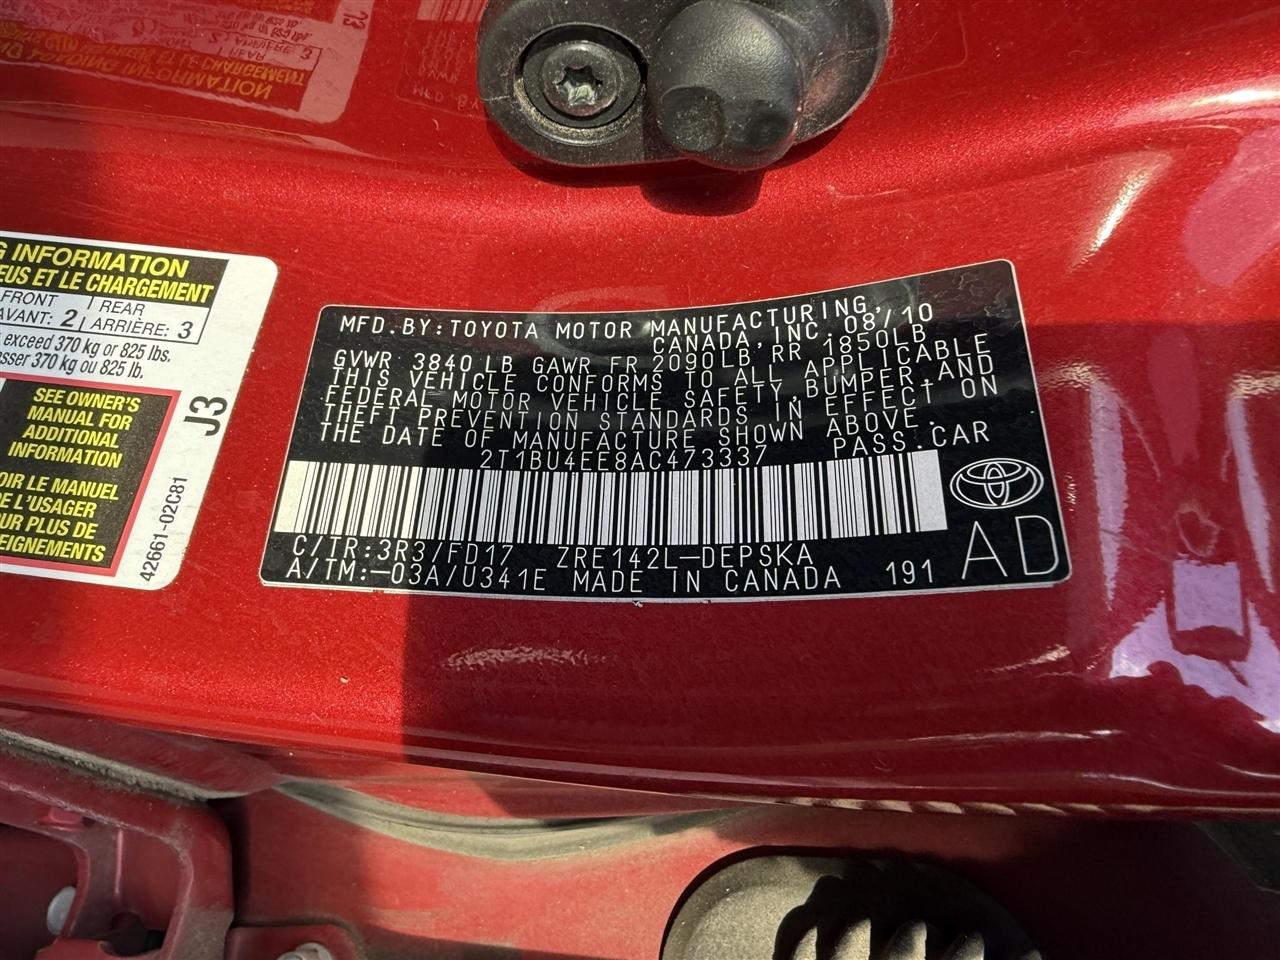 G INFORMATION
EUS ET LE CHARGEMENT
FRONT REAR
AVANT: 2 ARRIÈRE: 3
exceed 370 kg or 825 lbs.
sser 370 kg ou 825 lb.
SEE OWNER'S
MANUAL FOR
ADDITIONAL
INFORMATION
OIR LE MANUEL
DE L'USAGER
UR PLUS DE
EIGNEMENTS
J3
42661-02C81
MFD.BY:TOYOTA MOTOR MANUFACTURING,
CANADA,INC. 08/10
GVWR 3840LB GAWR FR 2090LB,RR 1850LB
THIS VEHICLE CONFORMS TO ALL APPLICABLE
FEDERAL MOTOR VEHICLE SAFETY,BUMPER,AND
THEFT PREVENTION STANDARDS IN EFFECT ON
THE DATE OF MANUFACTURE SHOWN ABOVE.
2T1BU4EE8AC473337 PASS.CAR
C/TR:3R3/FD17 ZRE142L-DEPSKA
A/TM:-03A/U341E MADE IN CANADA 191
AD